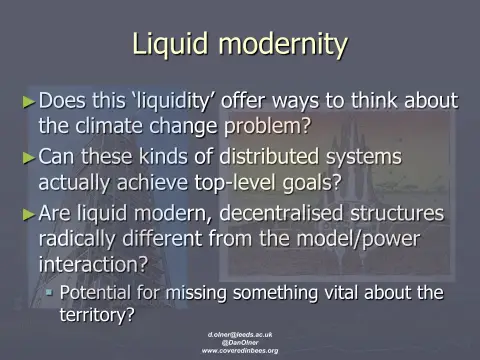 Liquid modernity
► Does this ‘liquidity’ offer ways to think about
the climate change problem?
► Can these kinds of distributed systems
actually achieve top-level goals?
► Are liquid modern, decentralised structures
radically different from the model/power
interaction?
▪ Potential for missing something vital about the
territory?
d.olner@leeds.ac.uk
@DanOlner
www.coveredinbees.org